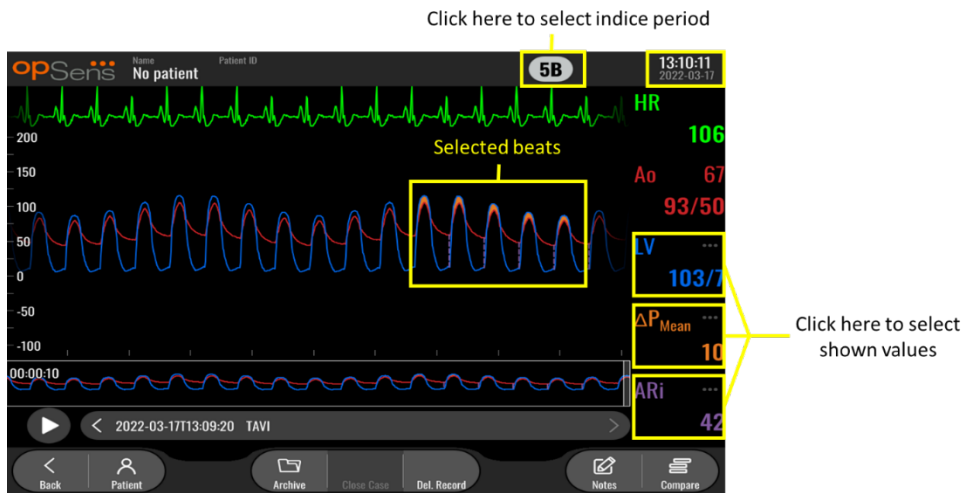 Click here to select indice period
opSens
Name
No patient
Patient ID
5B
13:10:11
2022-03-17
HR
106
200
Selected beats
150
Ao 67
100
93/50
50
LV ---
0
103/7
-50
ΔPMean ---
Click here to select
shown values
10
-100
00:00:10
ARi ---
42
< 2022-03-17T13:09:20 TAVI >
Back
Patient
Archive
Close Case
Del. Record
Notes
Compare